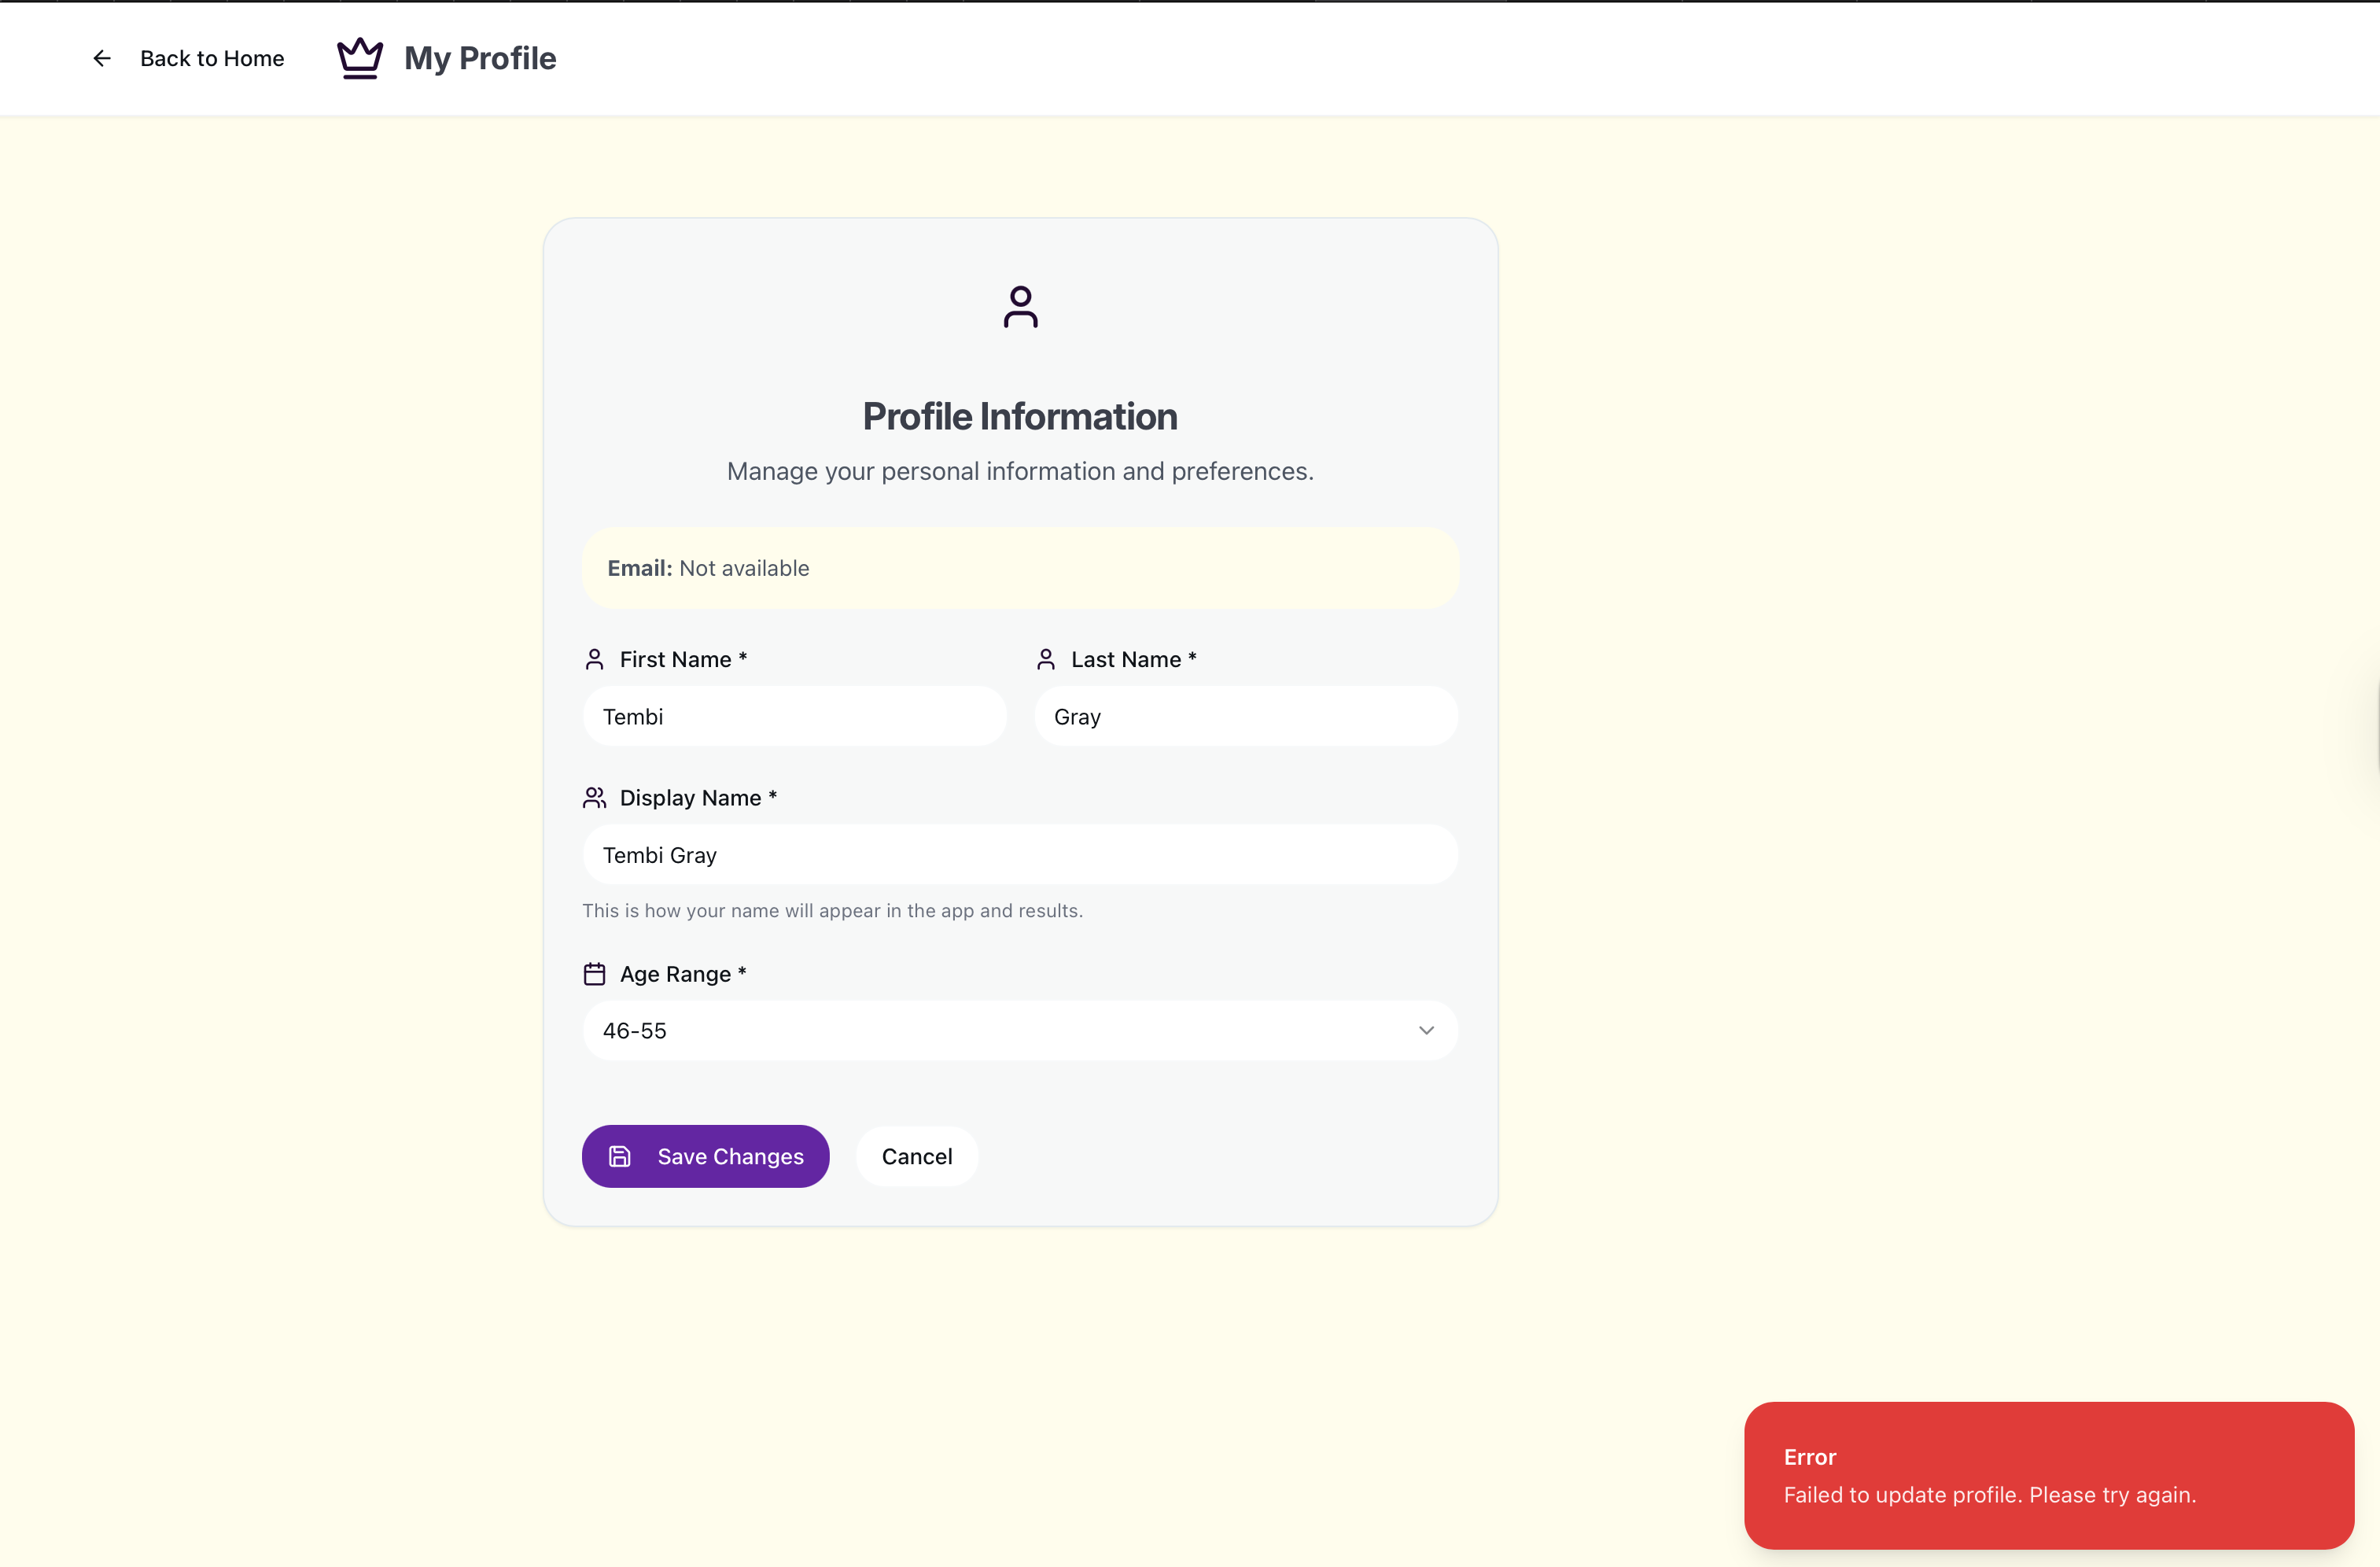 Back to Home
My Profile
Profile Information
Manage your personal information and preferences.
Email: Not available
First Name *
Last Name *
Tembi
Gray
Display Name *
Tembi Gray
This is how your name will appear in the app and results.
Age Range *
46-55
Save Changes
Cancel
Error
Failed to update profile. Please try again.